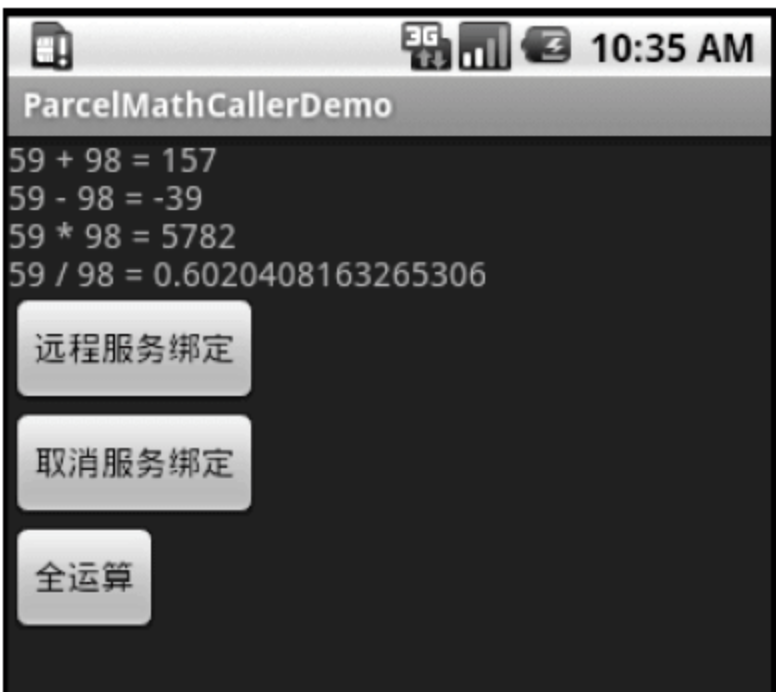 3G 10:35 AM
ParcelMathCallerDemo
59 + 98 = 157
59 - 98 = -39
59 * 98 = 5782
59 / 98 = 0.6020408163265306
远程服务绑定
取消服务绑定
全运算